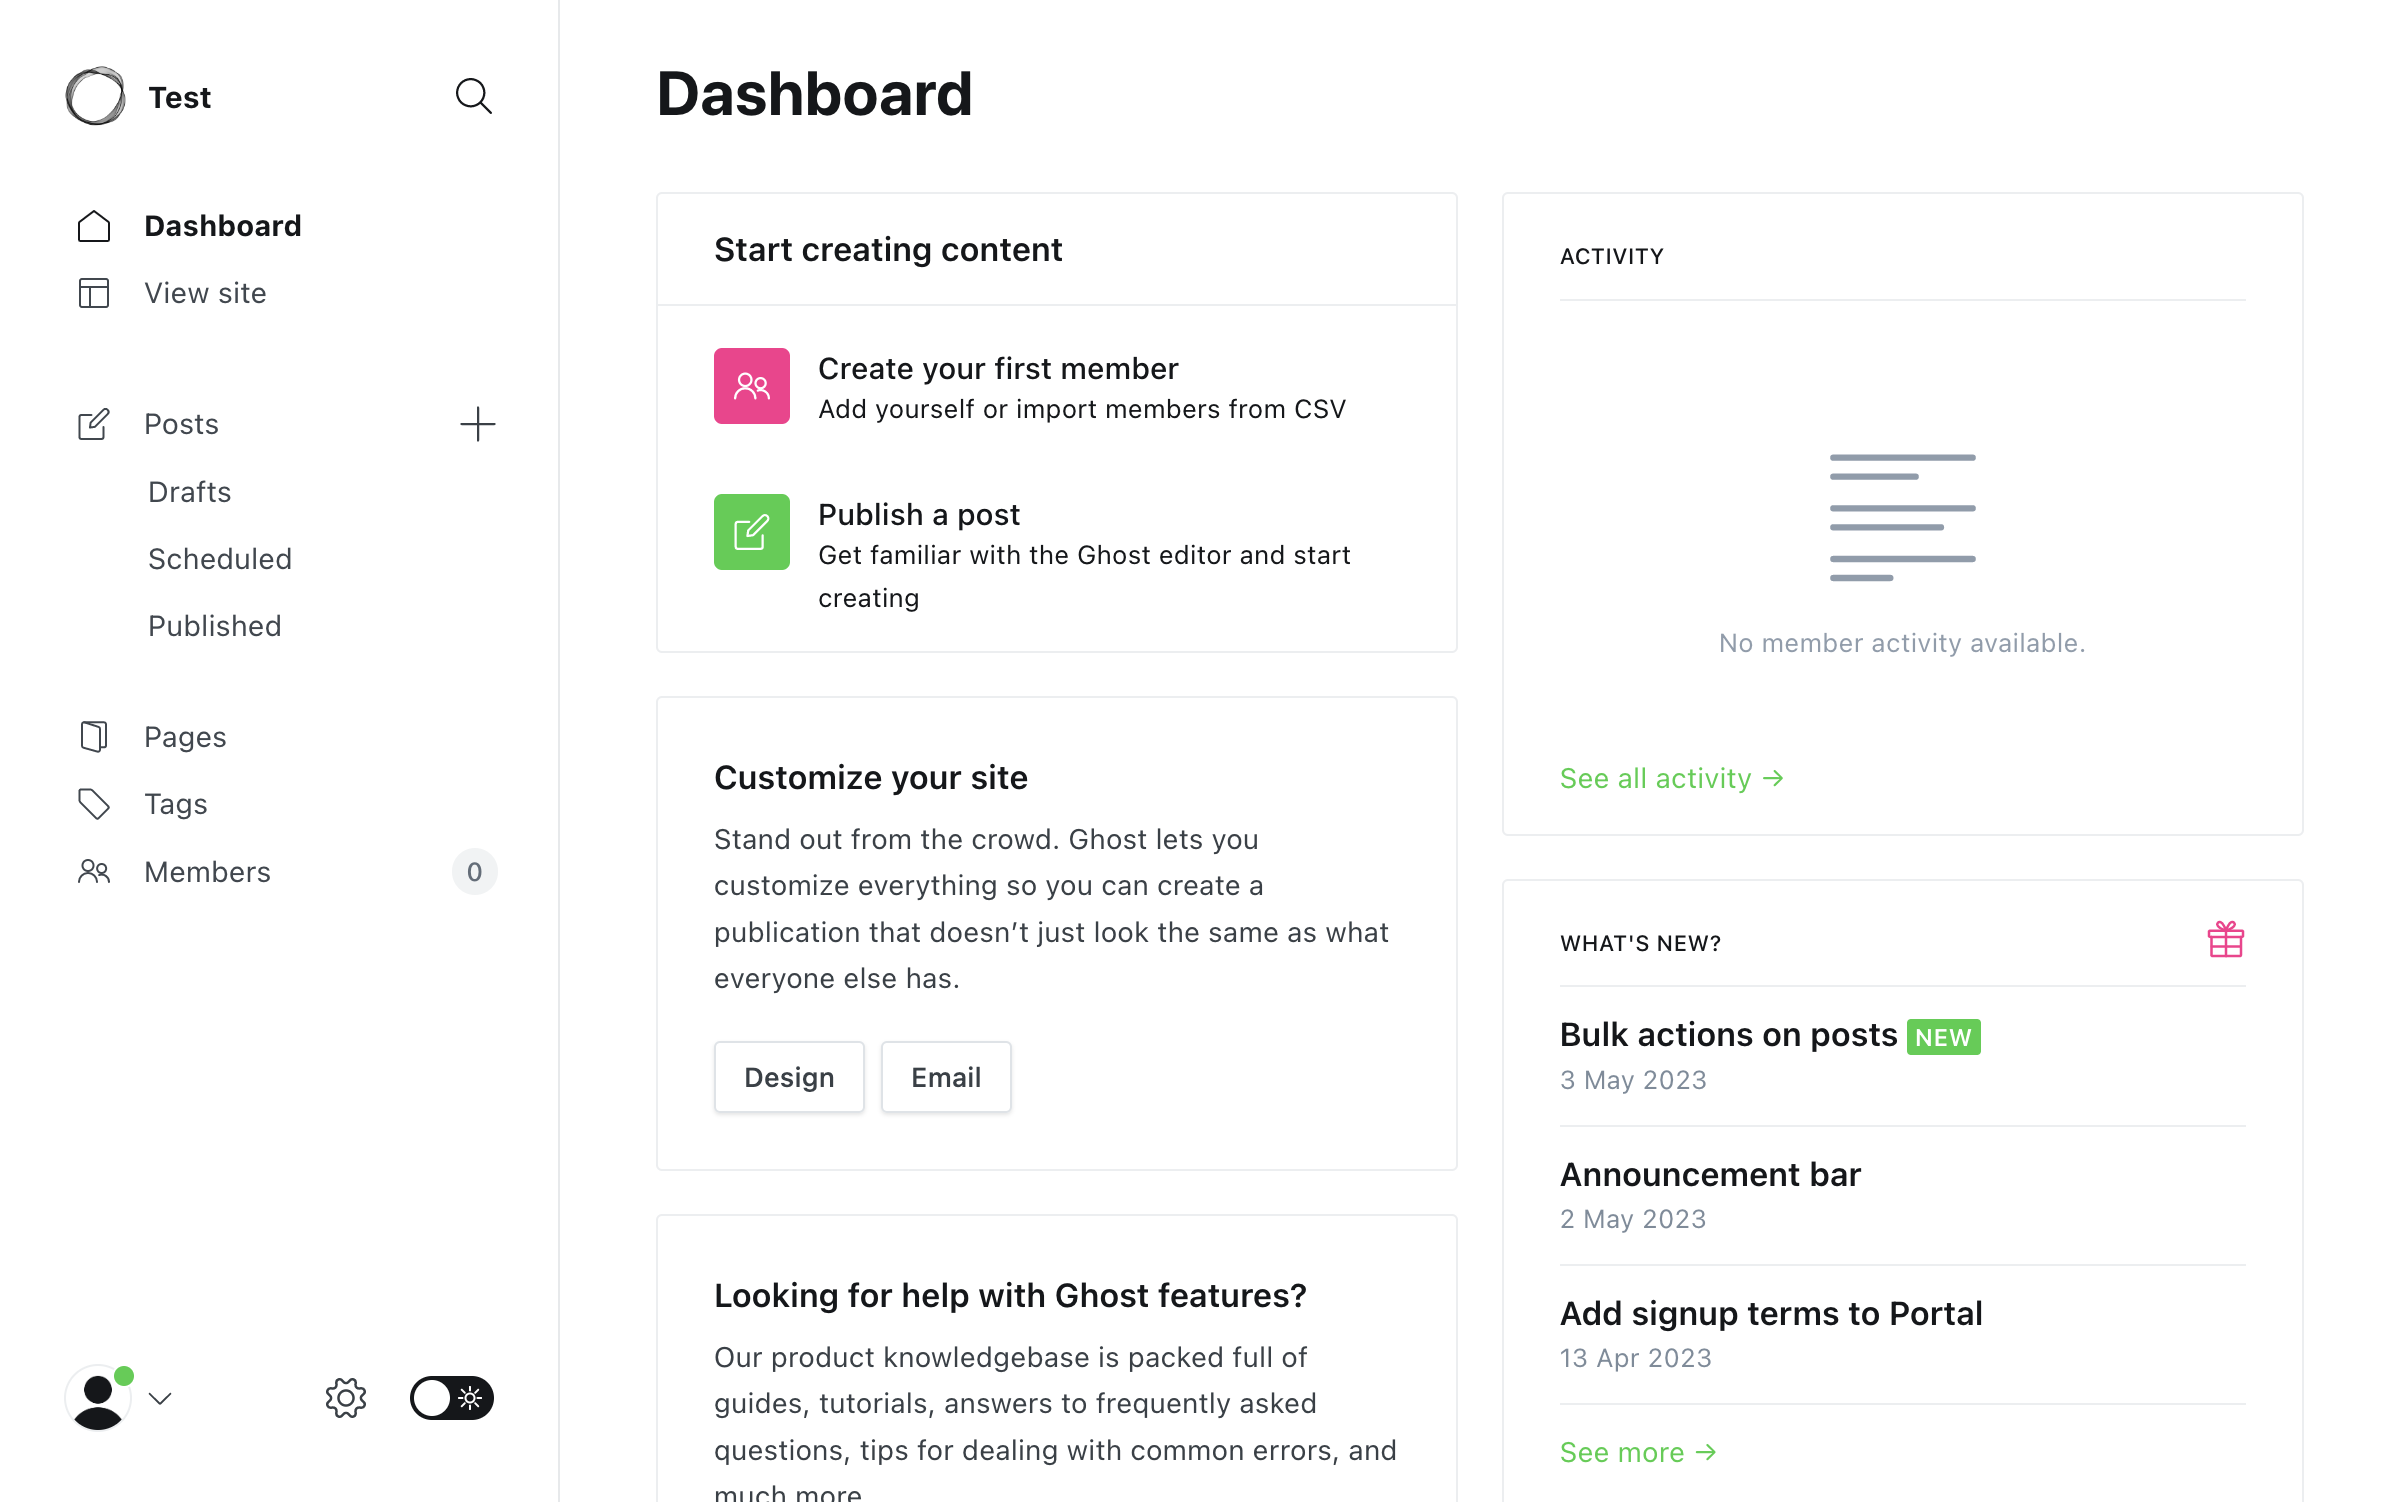 Test
Dashboard
View site
Posts
Drafts
Scheduled
Published
Pages
Tags
Members 0
Dashboard
Start creating content
Create your first member
Add yourself or import members from CSV
Publish a post
Get familiar with the Ghost editor and start
creating
Customize your site
Stand out from the crowd. Ghost lets you
customize everything so you can create a
publication that doesn’t just look the same as what
everyone else has.
Design Email
Looking for help with Ghost features?
Our product knowledgebase is packed full of
guides, tutorials, answers to frequently asked
questions, tips for dealing with common errors, and
much more.
ACTIVITY
No member activity available.
See all activity →
WHAT'S NEW?
Bulk actions on posts NEW
3 May 2023
Announcement bar
2 May 2023
Add signup terms to Portal
13 Apr 2023
See more →